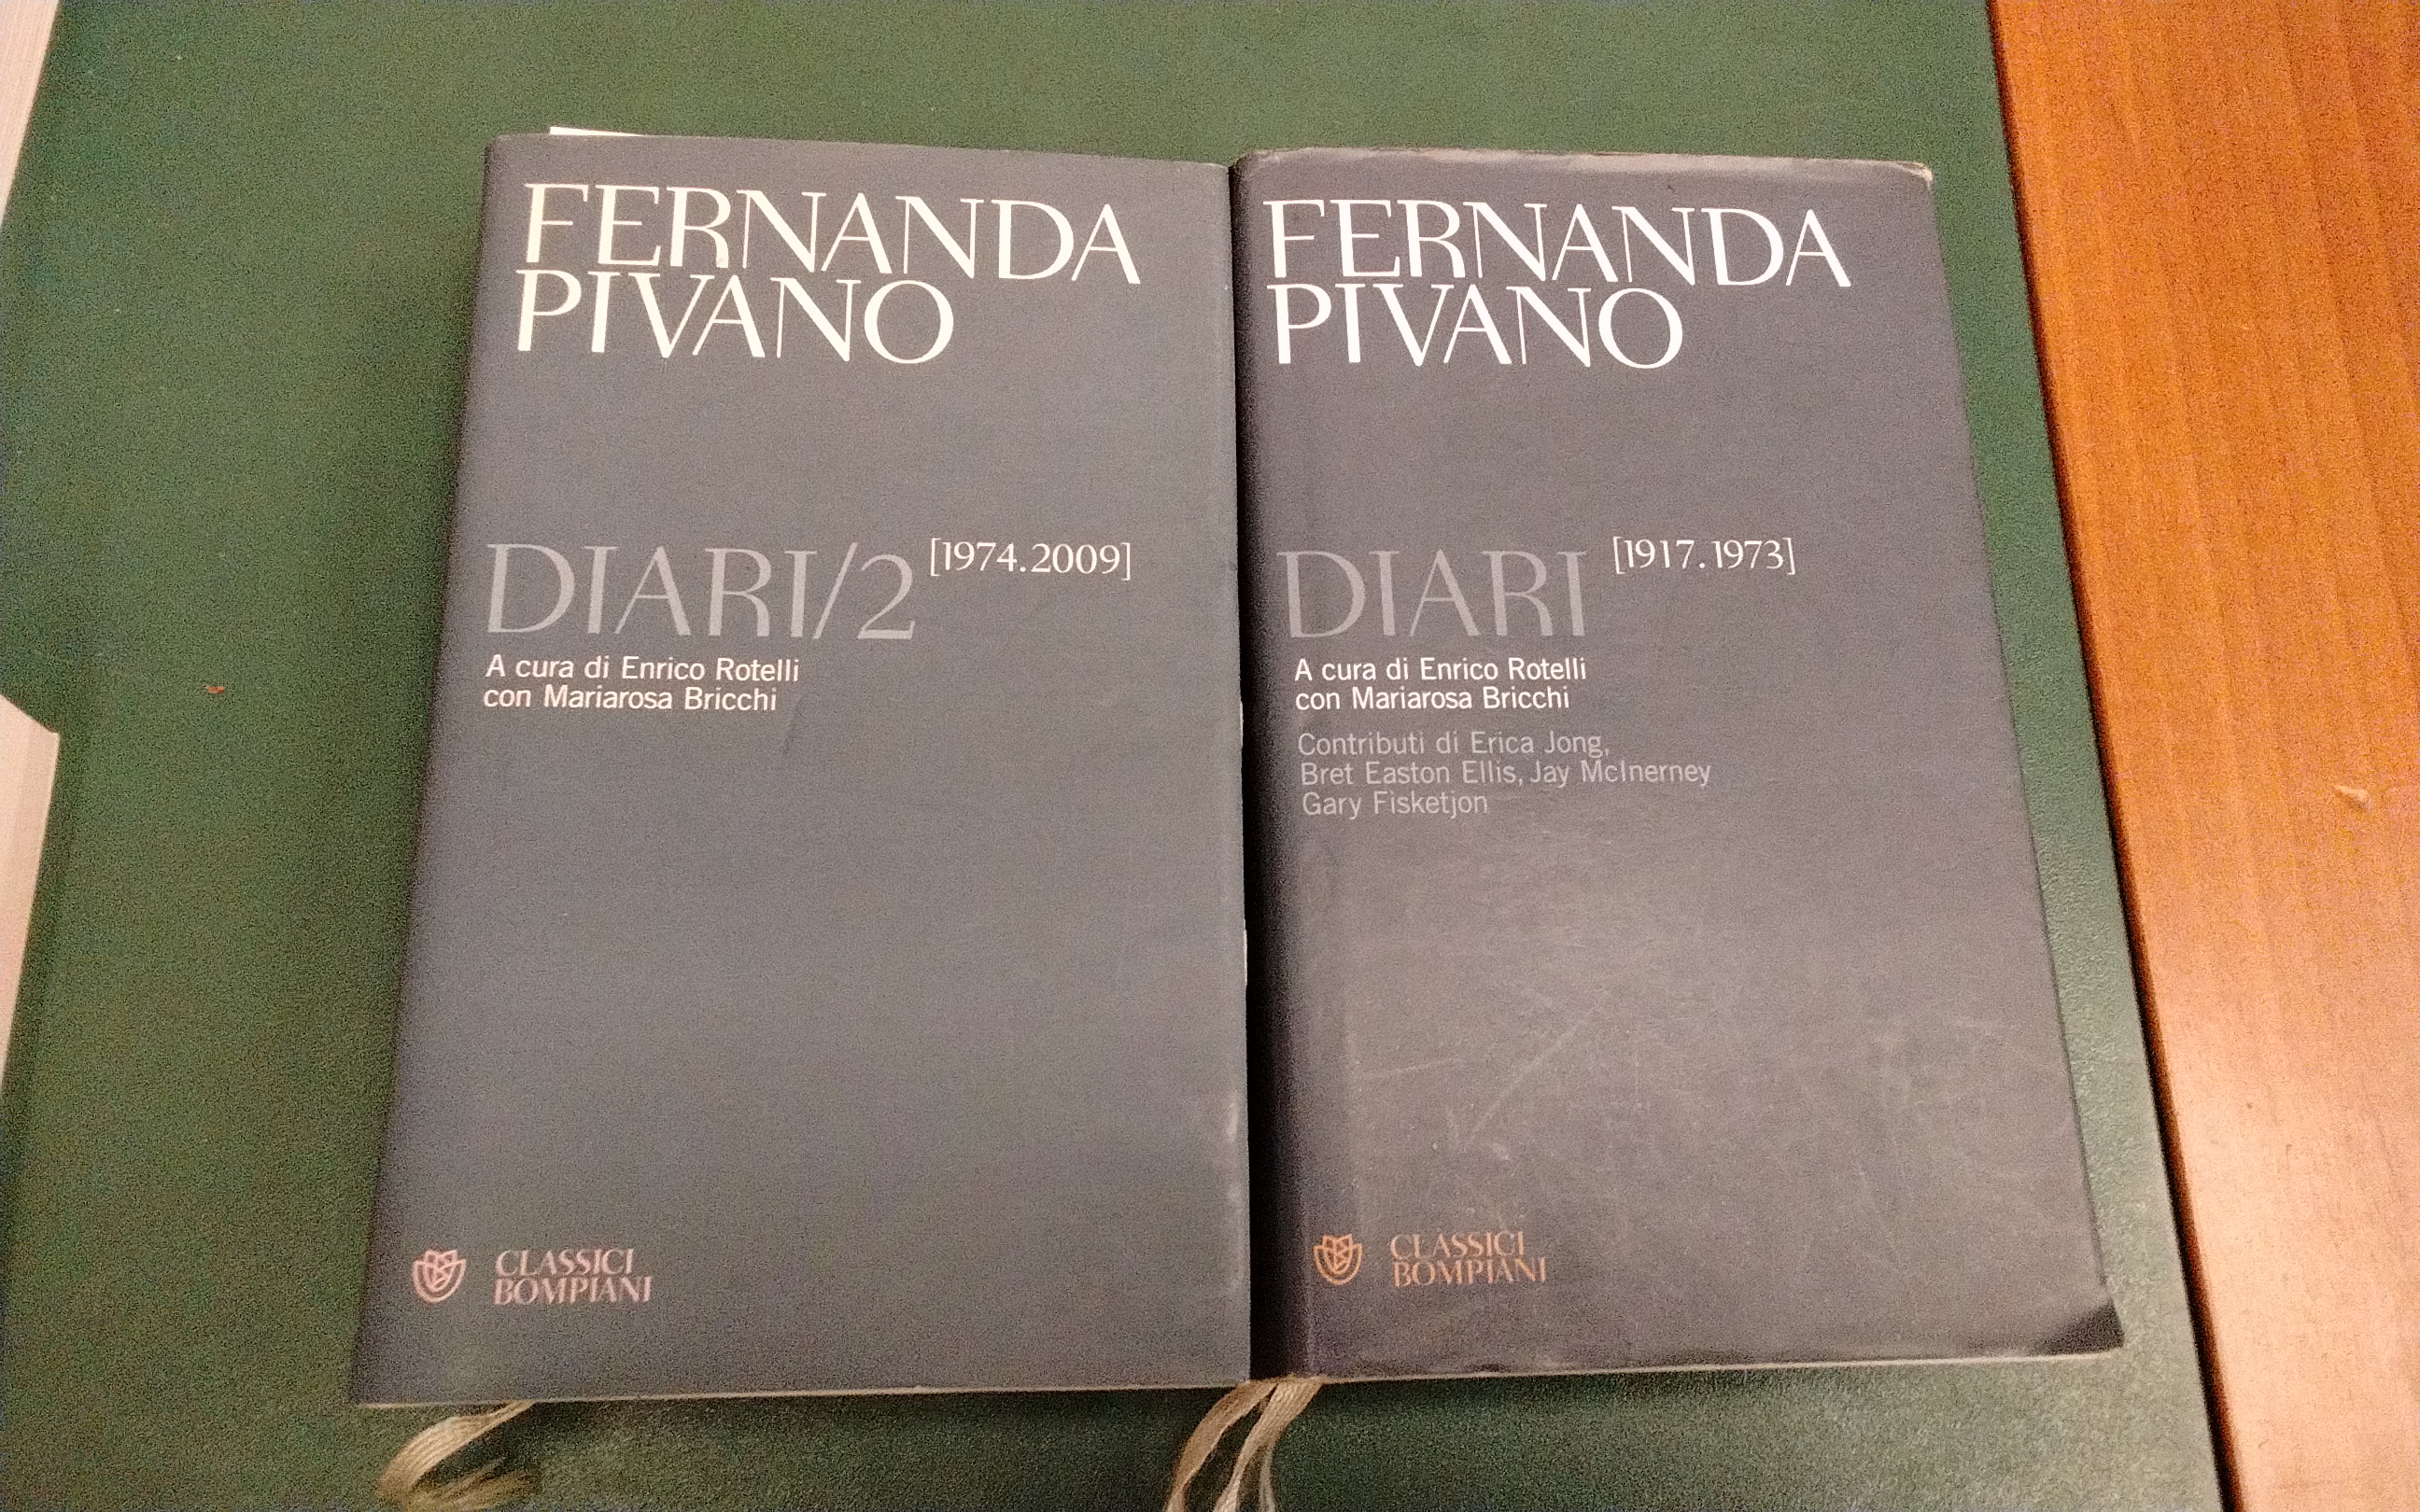 FERNANDA
PIVANO
DIARI/2 [1974.2009]
A cura di Enrico Rotelli
con Mariarosa Bricchi
CLASSICI
BOMPIANI
FERNANDA
PIVANO
DIARI [1917.1973]
A cura di Enrico Rotelli
con Mariarosa Bricchi
Contributi di Erica Jong,
Bret Easton Ellis, Jay McInerney
Gary Fisketjon
CLASSICI
BOMPIANI